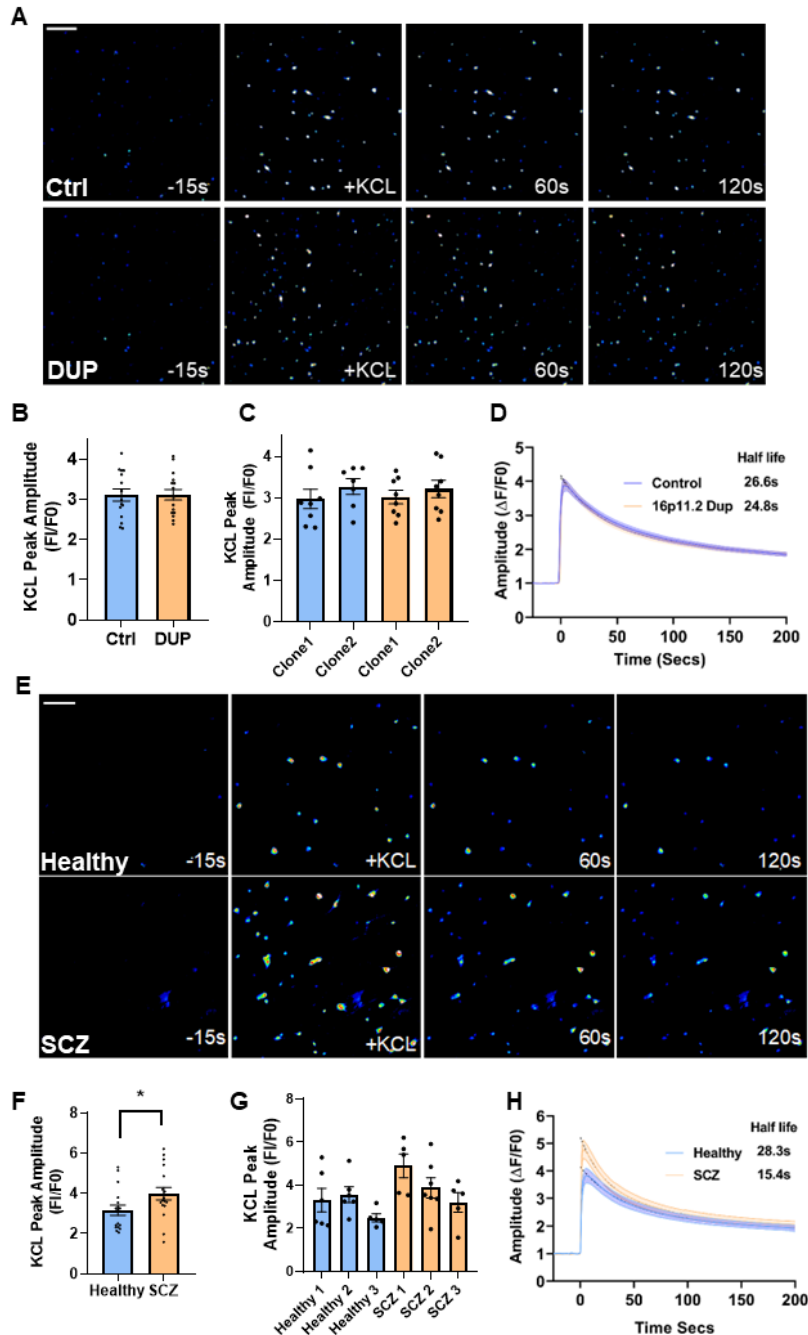 A
Ctrl
-15s
+KCL
60s
120s
DUP
-15s
+KCL
60s
120s
B
KCL Peak Amplitude
(FI/F0)
4
3
2
1
0
Ctrl
DUP
C
KCL Peak
Amplitude (FI/F0)
5
4
3
2
1
0
Clone1
Clone2
Clone1
Clone2
D
Amplitude (ΔF/F0)
5
4
3
2
1
0
Half life
Control 26.6s
16p11.2 Dup 24.8s
0 50 100 150 200
Time (Secs)
E
Healthy
-15s
+KCL
60s
120s
SCZ
-15s
+KCL
60s
120s
F
KCL Peak Amplitude
(FI/F0)
8
6
4
2
0
*
Healthy SCZ
G
KCL Peak
Amplitude (FI/F0)
8
6
4
2
0
Healthy 1
Healthy 2
Healthy 3
SCZ 1
SCZ 2
SCZ 3
H
Amplitude (ΔF/F0)
6
5
4
3
2
1
0
Half life
Healthy 28.3s
SCZ 15.4s
0 50 100 150 200
Time Secs